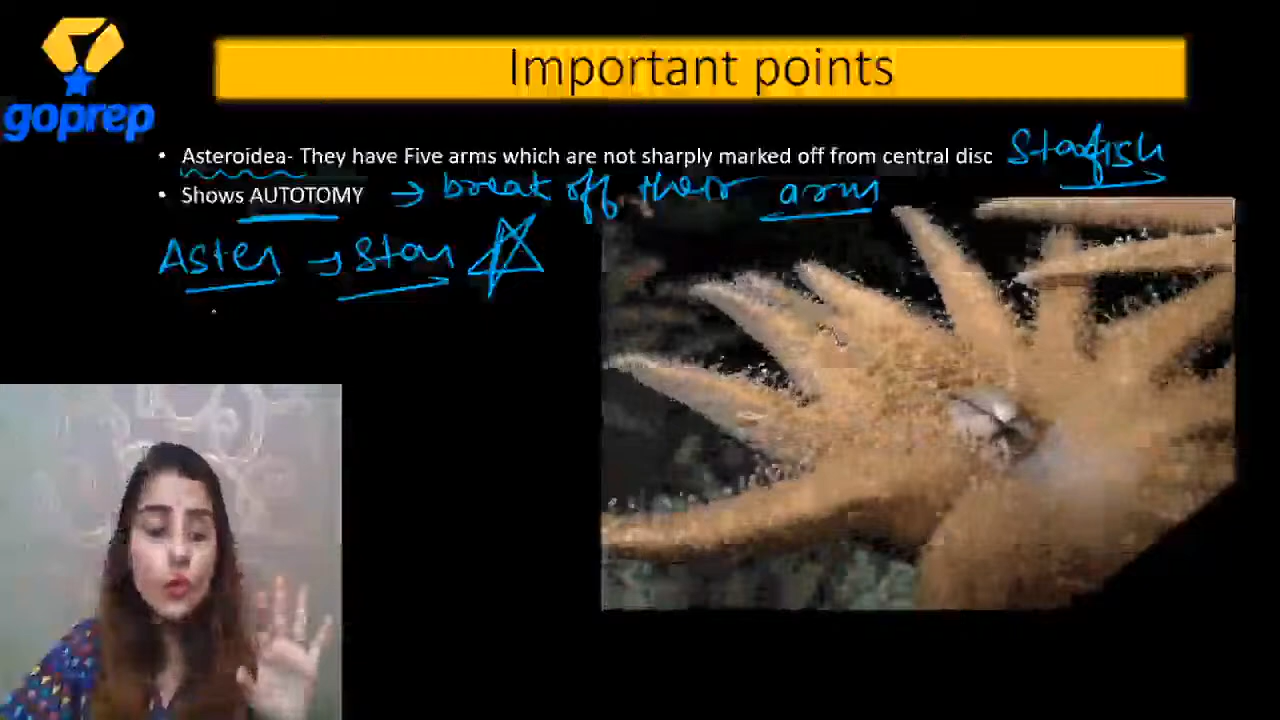 Important points
goprep
• Asteroidea- They have Five arms which are not sharply marked off from central disc Starfish
• Shows AUTOTOMY → break off their arm
Aster → Star